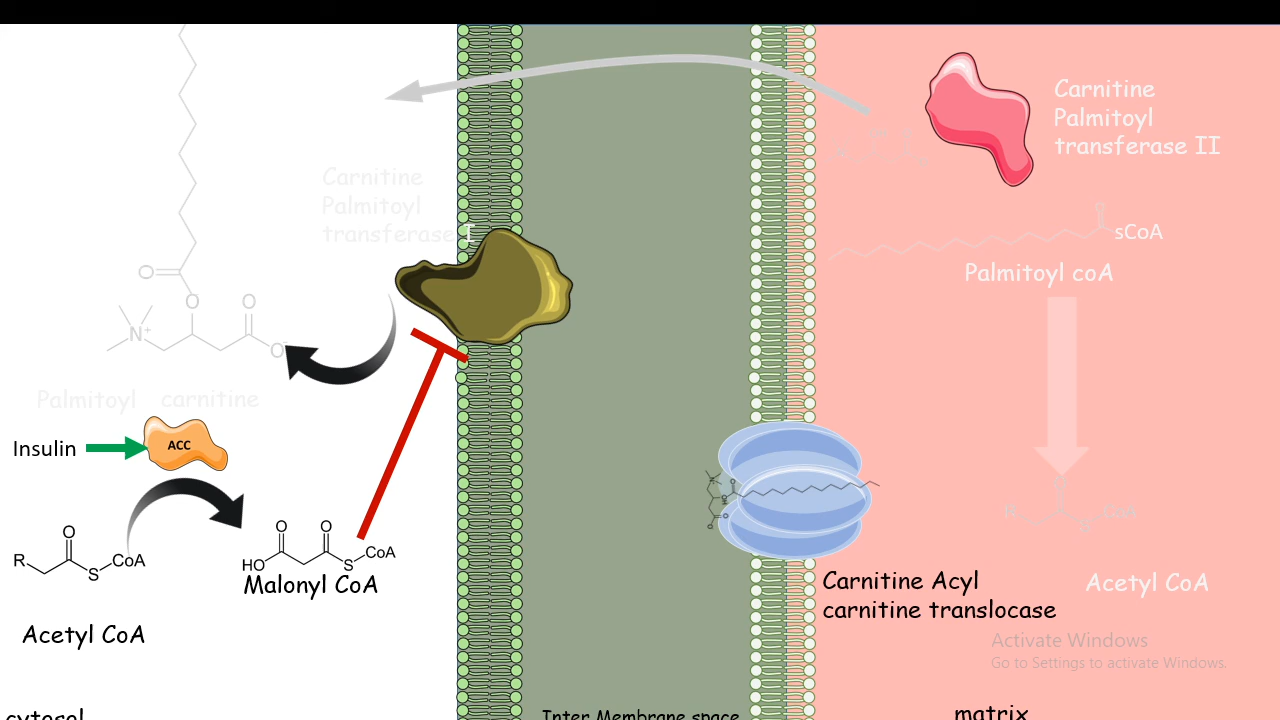 Carnitine
Palmitoyl
transferase II
Carnitine
Palmitoyl
transferase I
sCoA
Palmitoyl coA
O
O
O
N+
O-
Palmitoyl carnitine
Insulin
ACC
R
O
S
CoA
HO
O
O
S
CoA
Malonyl CoA
Acetyl CoA
R
O
S
CoA
Carnitine Acyl
carnitine translocase
Acetyl CoA
Activate Windows
Go to Settings to activate Windows.
cytosol
Inter Membrane space
matrix